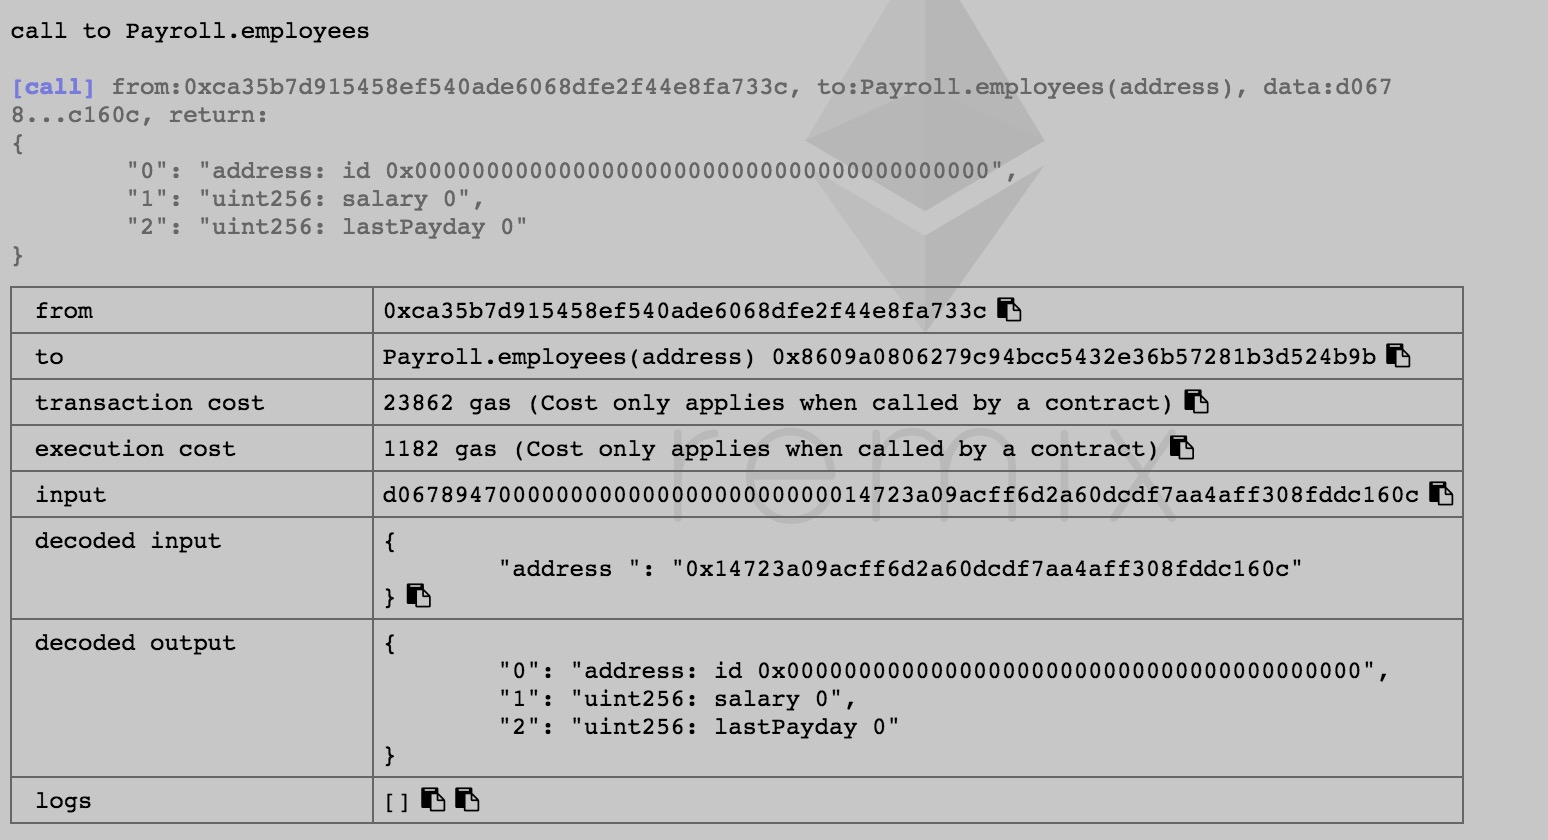 call to Payroll.employees
[call] from:0xca35b7d915458ef540ade6068dfe2f44e8fa733c, to:Payroll.employees(address), data:d067
8...c160c, return:
{
"0": "address: id 0x0000000000000000000000000000000000000000",
"1": "uint256: salary 0",
"2": "uint256: lastPayday 0"
}
from 0xca35b7d915458ef540ade6068dfe2f44e8fa733c
to Payroll.employees(address) 0x8609a0806279c94bcc5432e36b57281b3d524b9b
transaction cost 23862 gas (Cost only applies when called by a contract)
execution cost 1182 gas (Cost only applies when called by a contract)
input d067894700000000000000000000000014723a09acff6d2a60dcdf7aa4aff308fddc160c
decoded input {
"address ": "0x14723a09acff6d2a60dcdf7aa4aff308fddc160c"
}
decoded output {
"0": "address: id 0x0000000000000000000000000000000000000000",
"1": "uint256: salary 0",
"2": "uint256: lastPayday 0"
}
logs []
remix